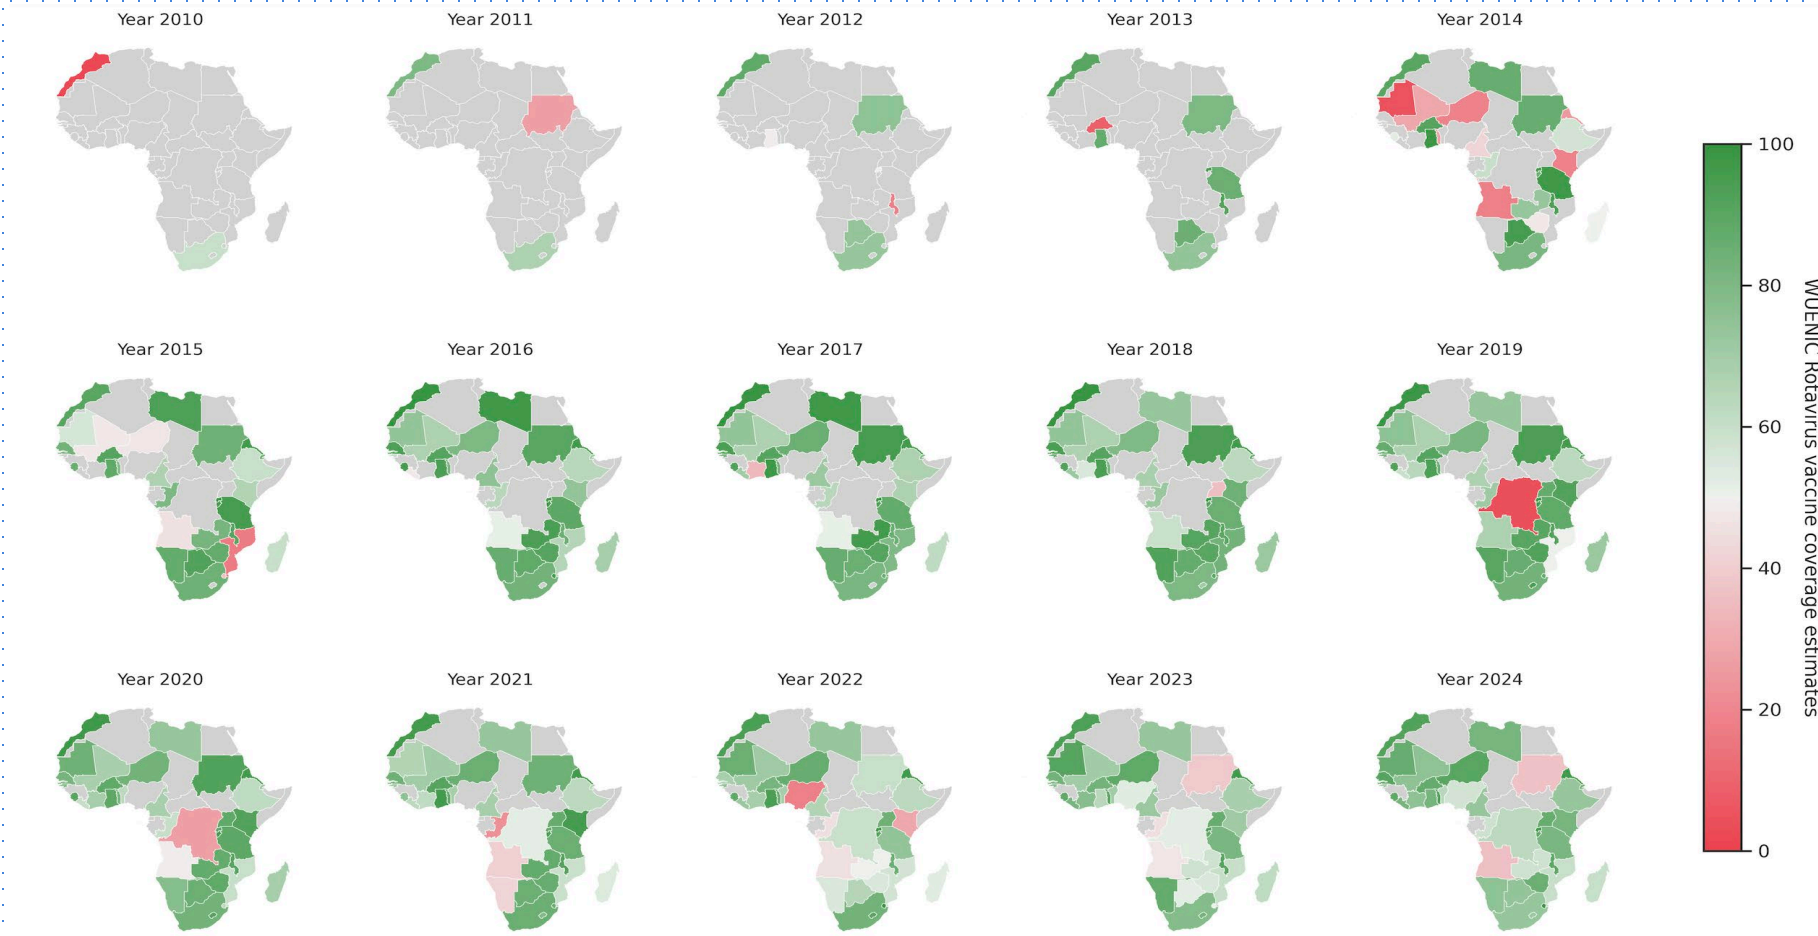 Year 2010
Year 2011
Year 2012
Year 2013
Year 2014
Year 2015
Year 2016
Year 2017
Year 2018
Year 2019
Year 2020
Year 2021
Year 2022
Year 2023
Year 2024
100
80
60
40
20
0
WUENIC Rotavirus vaccine coverage estimates